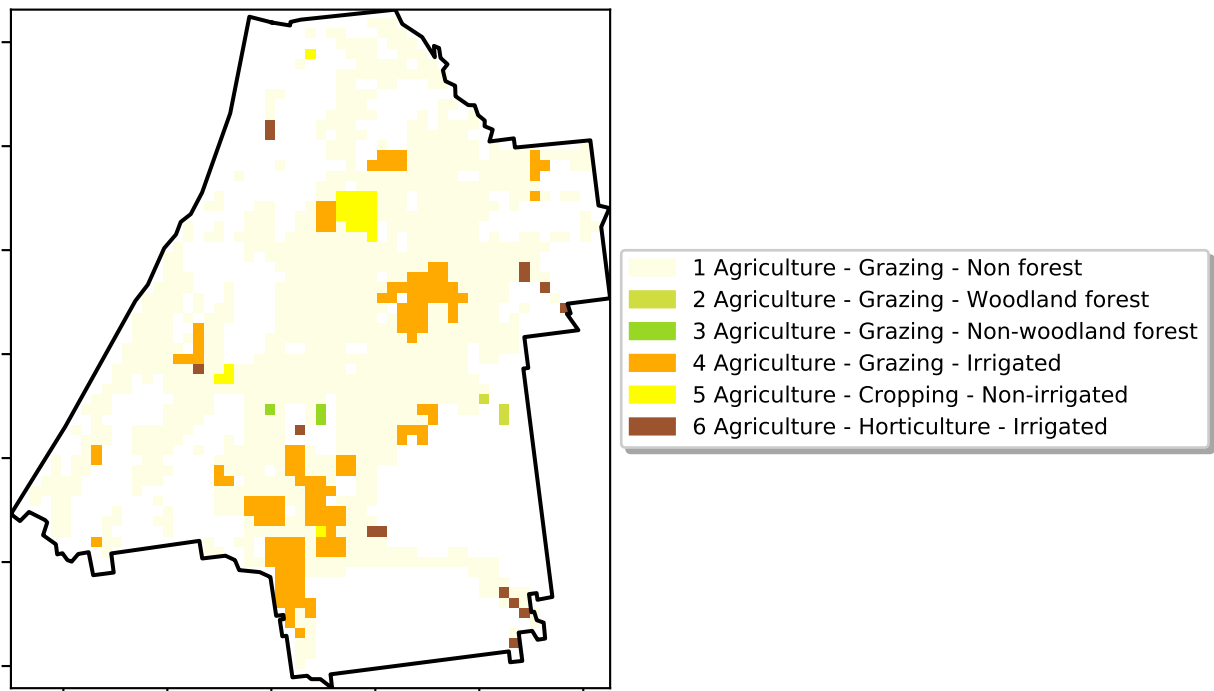 1 Agriculture - Grazing - Non forest
2 Agriculture - Grazing - Woodland forest
3 Agriculture - Grazing - Non-woodland forest
4 Agriculture - Grazing - Irrigated
5 Agriculture - Cropping - Non-irrigated
6 Agriculture - Horticulture - Irrigated